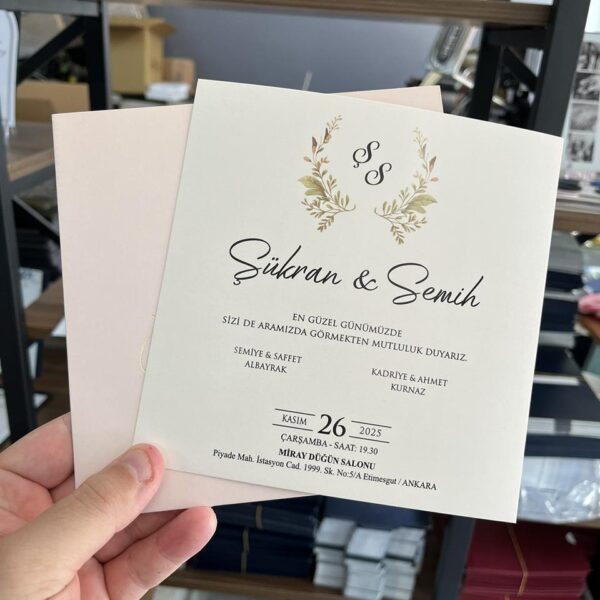 Ş
S
Şükran & Semih
EN GÜZEL GÜNÜMÜZDE
SİZİ DE ARAMIZDA GÖRMEKTEN MUTLULUK DUYARIZ.
SEMİYE & SAFFET
ALBAYRAK
KADRİYE & AHMET
KURNAZ
KASIM 26 2025
ÇARŞAMBA - SAAT: 19.30
MİRAY DÜĞÜN SALONU
Piyade Mah. İstasyon Cad. 1999. Sk. No:5/A Etimesgut / ANKARA